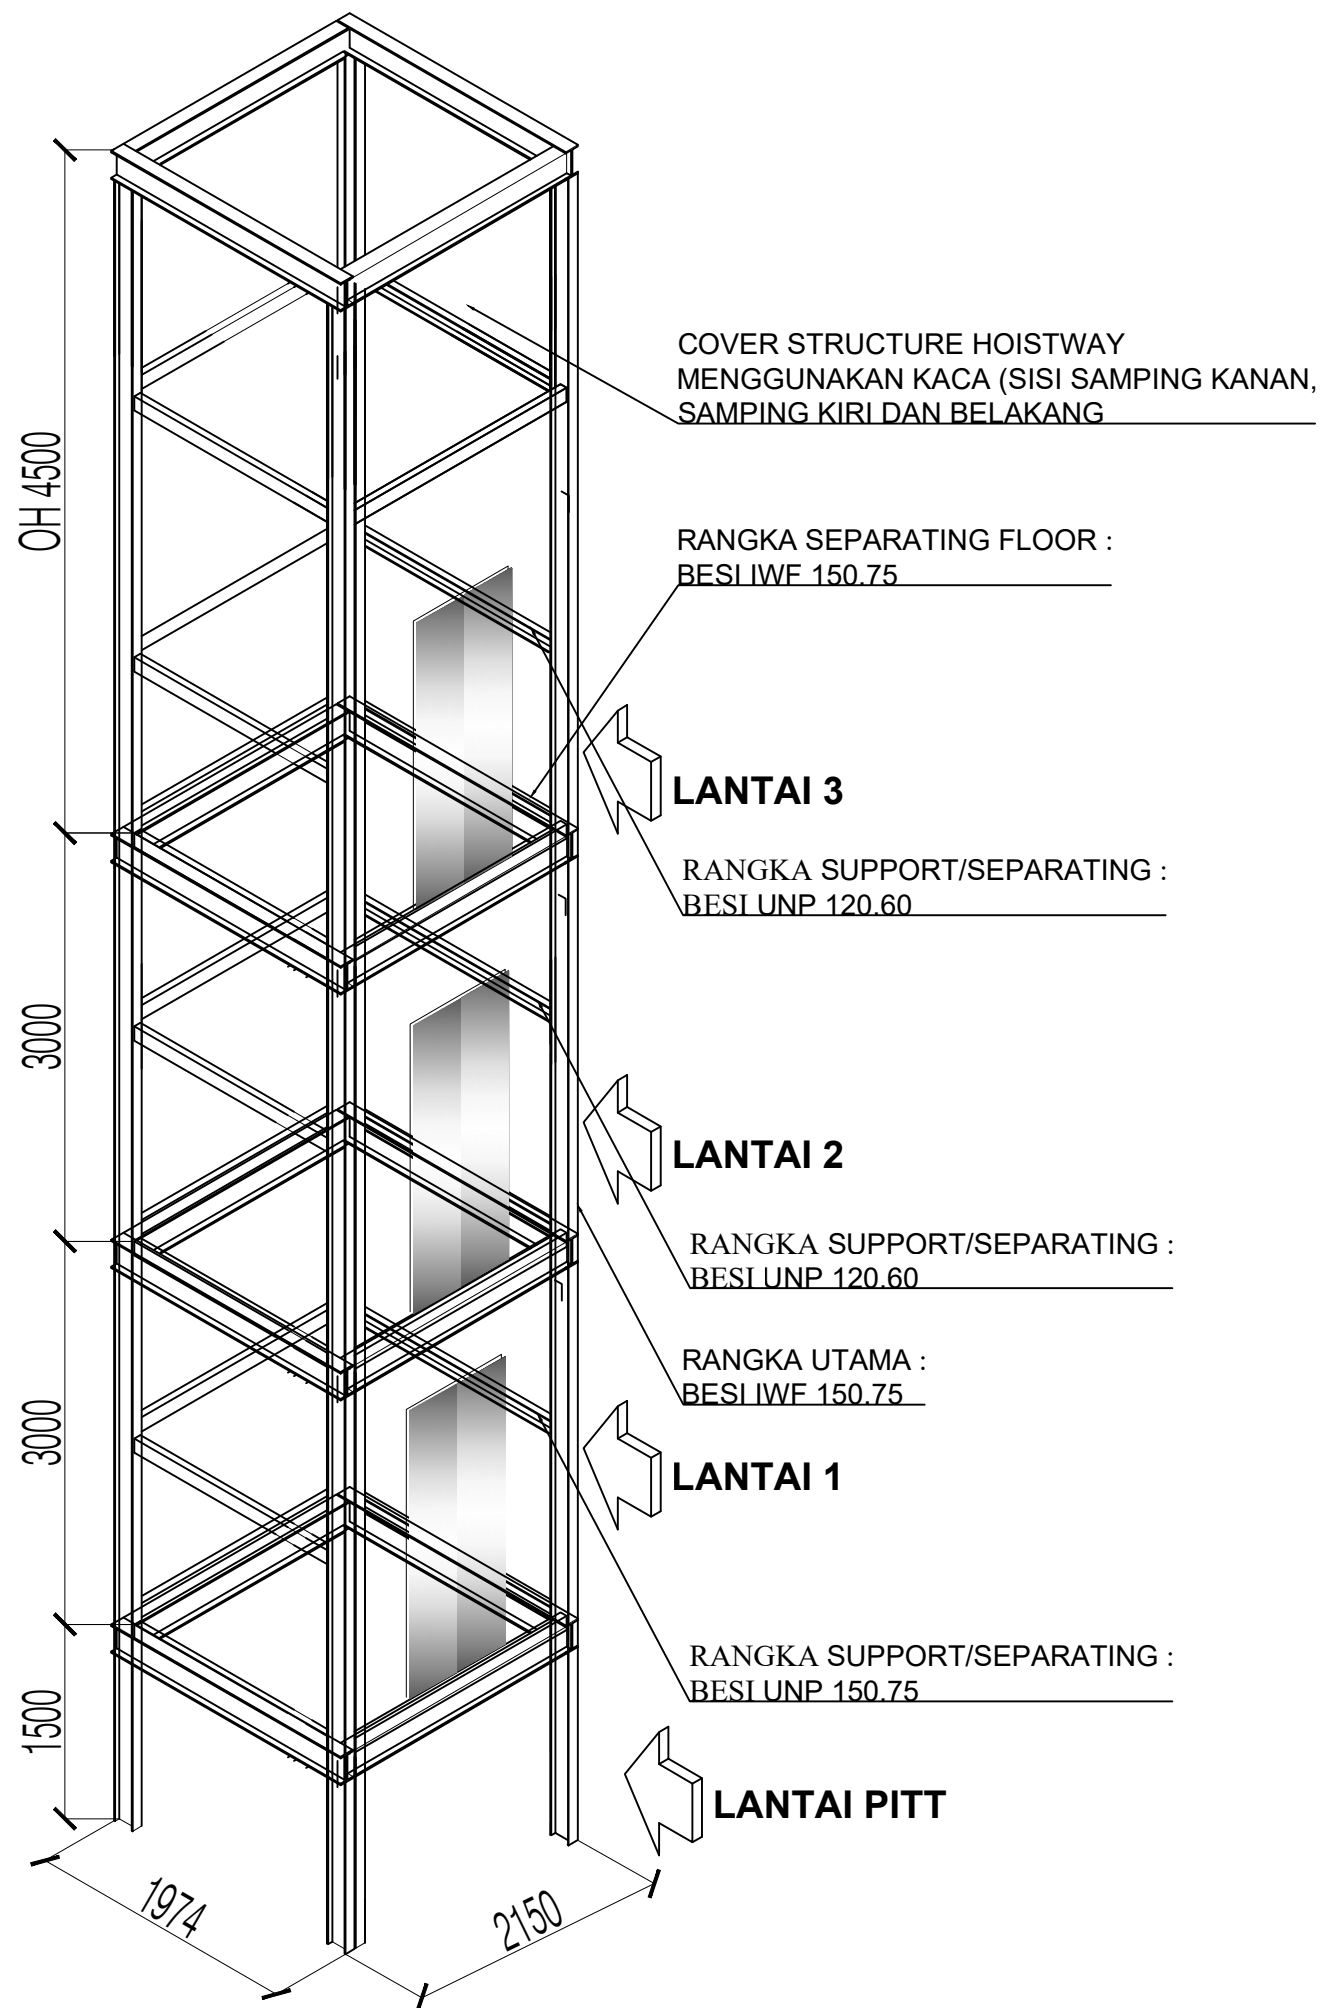 COVER STRUCTURE HOISTWAY
MENGGUNAKAN KACA (SISI SAMPING KANAN,
SAMPING KIRI DAN BELAKANG
OH 4500
RANGKA SEPARATING FLOOR :
BESI IWF 150.75
LANTAI 3
RANGKA SUPPORT/SEPARATING :
BESI UNP 120.60
3000
LANTAI 2
RANGKA SUPPORT/SEPARATING :
BESI UNP 120.60
RANGKA UTAMA :
BESI IWF 150.75
3000
LANTAI 1
RANGKA SUPPORT/SEPARATING :
BESI UNP 150.75
1500
LANTAI PITT
1974
2150